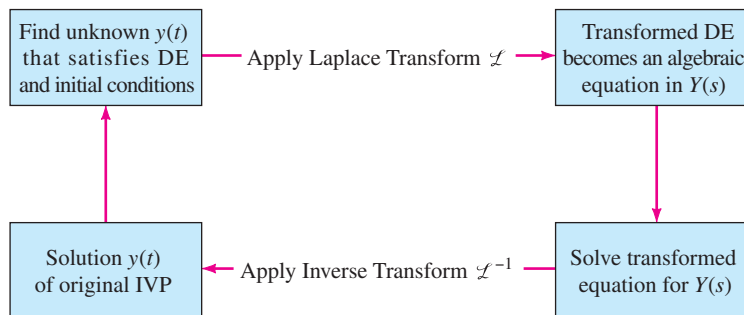 Find unknown y(t)
that satisfies DE
and initial conditions
Apply Laplace Transform ℒ
Transformed DE
becomes an algebraic
equation in Y(s)
Solution y(t)
of original IVP
Apply Inverse Transform ℒ⁻¹
Solve transformed
equation for Y(s)